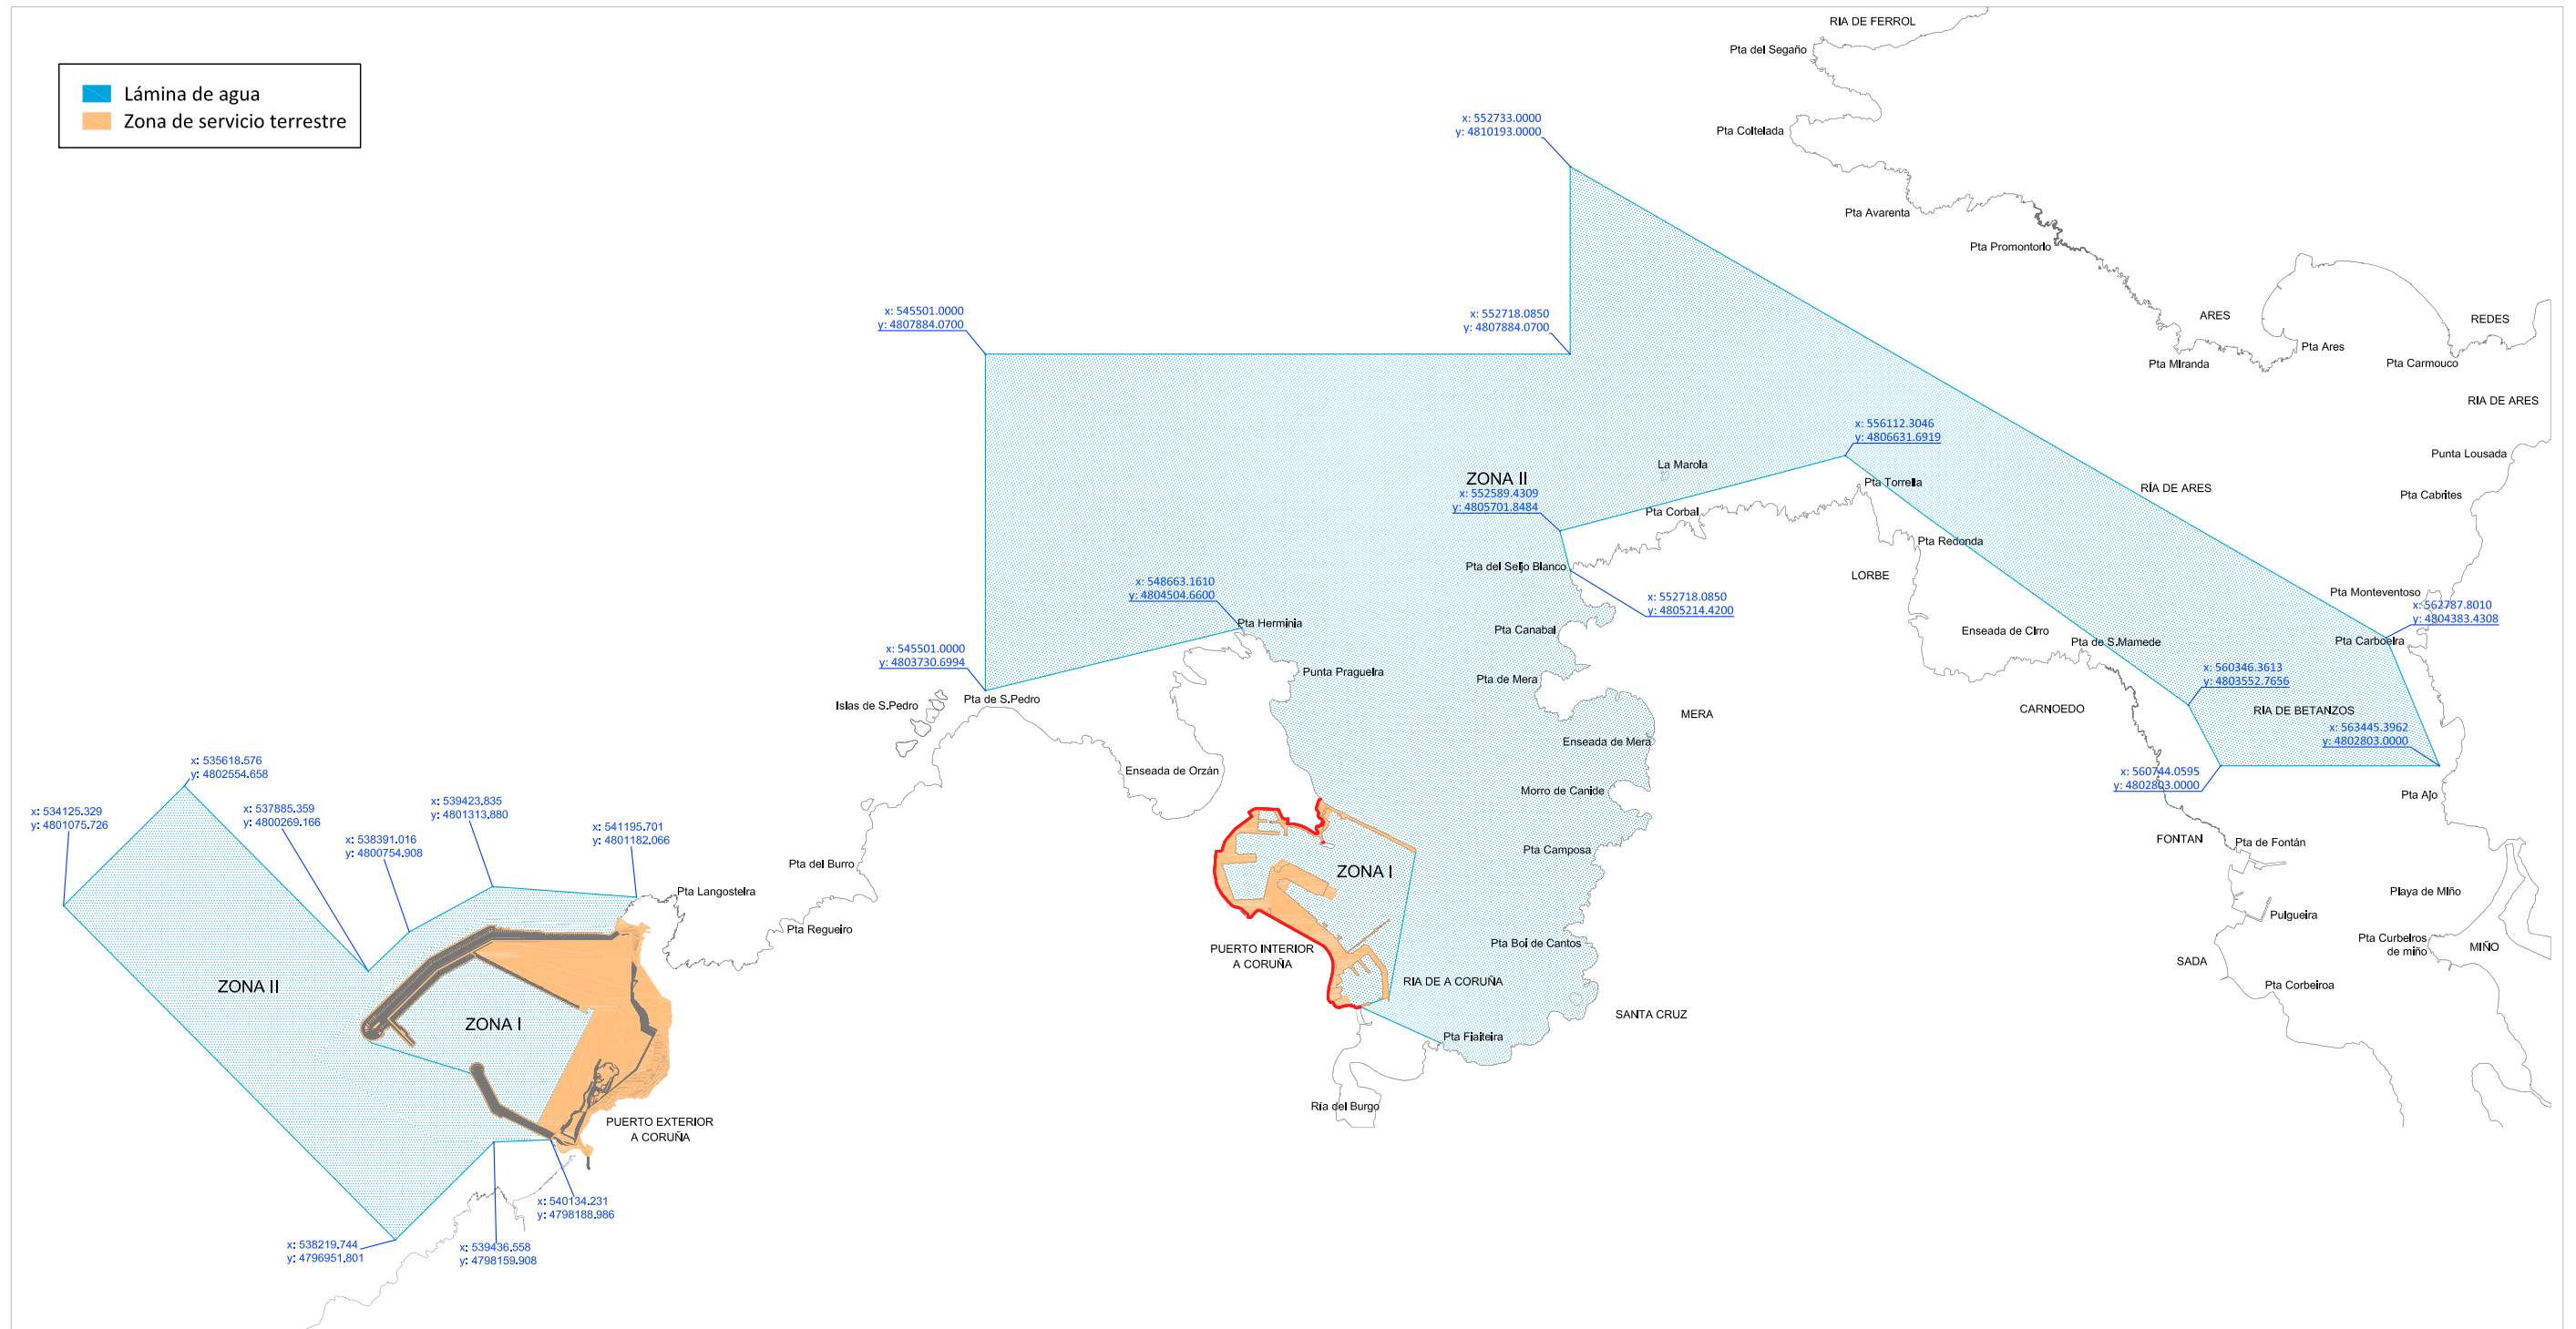 RIA DE FERROL
Pta del Segaño
Lámina de agua
Zona de servicio terrestre
x: 552733.0000
y: 4810193.0000
Pta Coitelada
Pta Avarenta
Pta Promontorio
x: 545501.0000
y: 4807884.0700
x: 552718.0850
y: 4807884.0700
ARES
REDES
Pta Ares
Pta Miranda
Pta Carmouco
RIA DE ARES
x: 556112.3046
y: 4806631.6919
Punta Lousada
La Marola
ZONA II
Pta Torrella
RÍA DE ARES
Pta Cabrites
x: 552589.4309
y: 4805701.8484
Pta Corbal
Pta Redonda
Pta del Seijo Blanco
LORBE
x: 548663.1610
y: 4804504.6600
x: 552718.0850
y: 4805214.4200
Pta Monteventoso
x: 562787.8010
y: 4804383.4308
Pta Herminia
Pta Canabal
Enseada de Cirro
Pta de S.Mamede
Pta Carboeira
x: 545501.0000
y: 4803730.6994
Punta Pragueira
Pta de Mera
x: 560346.3613
y: 4803552.7656
Islas de S.Pedro
Pta de S.Pedro
MERA
CARNOEDO
RIA DE BETANZOS
x: 563445.3962
y: 4802803.0000
Enseada de Mera
x: 535618.576
y: 4802554.658
Enseada de Orzán
x: 560744.0595
y: 4802803.0000
x: 534125.329
y: 4801075.726
x: 537885.359
y: 4800269.166
x: 539423.835
y: 4801313.880
Morro de Canide
Pta Ajo
x: 541195.701
y: 4801182.066
x: 538391.016
y: 4800754.908
Pta del Burro
Pta Camposa
FONTAN
Pta de Fontán
ZONA I
Pta Langosteira
Playa de Miño
Pulgueira
Pta Regueiro
PUERTO INTERIOR
A CORUÑA
Pta Boi de Cantos
Pta Curbeiros
de miño
MIÑO
SADA
ZONA II
RIA DE A CORUÑA
Pta Corbeiroa
ZONA I
SANTA CRUZ
Pta Fiaiteira
Ría del Burgo
PUERTO EXTERIOR
A CORUÑA
x: 540134.231
y: 4798188.986
x: 538219.744
y: 4796951.801
x: 539436.558
y: 4798159.908